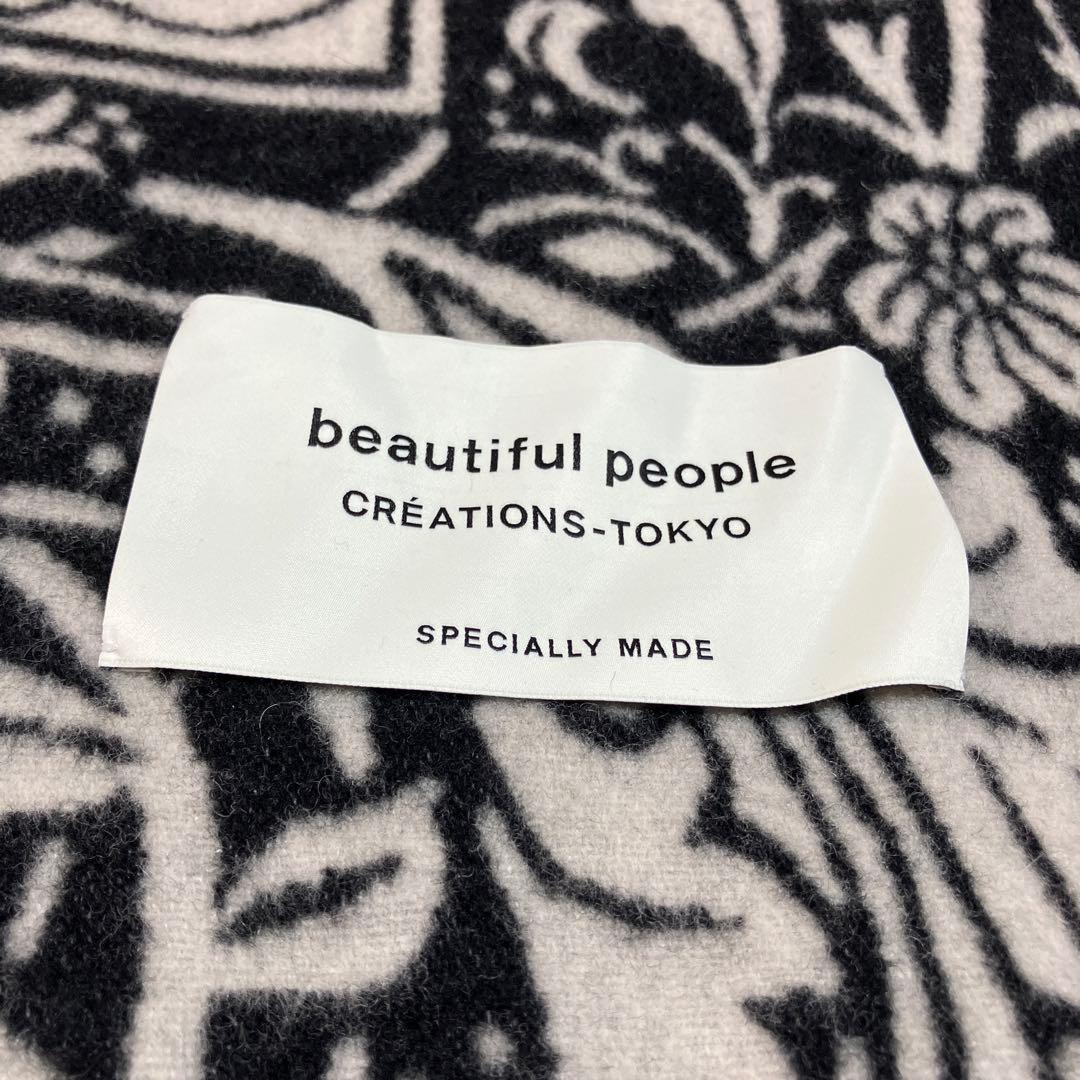 beautiful people
CRÉATIONS-TOKYO
SPECIALLY MADE